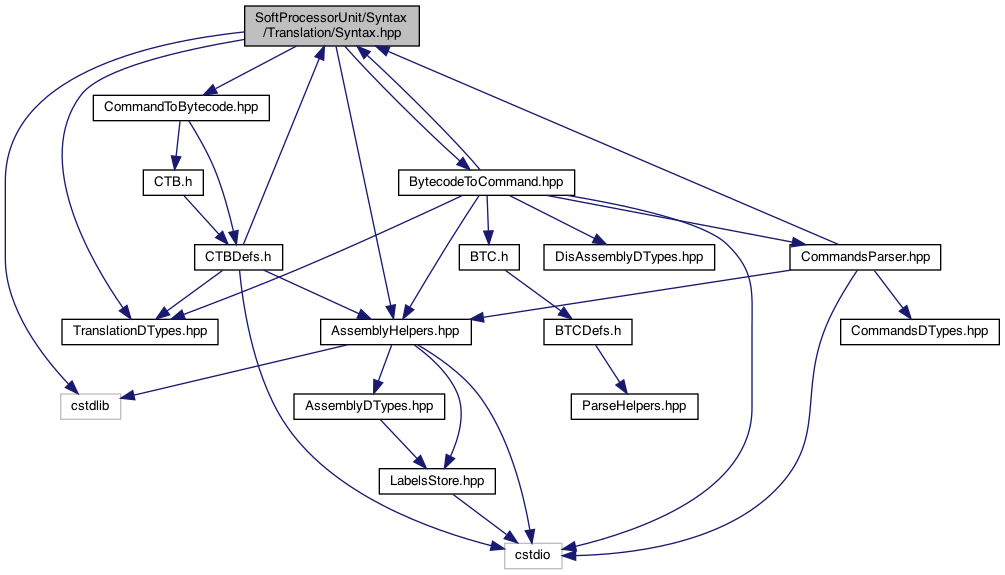 SoftProcessorUnit/Syntax
/Translation/Syntax.hpp
CommandToBytecode.hpp
CTB.h
BytecodeToCommand.hpp
CTBDefs.h
BTC.h
DisAssemblyDTypes.hpp
CommandsParser.hpp
TranslationDTypes.hpp
AssemblyHelpers.hpp
BTCDefs.h
CommandsDTypes.hpp
cstdlib
AssemblyDTypes.hpp
ParseHelpers.hpp
LabelsStore.hpp
cstdio